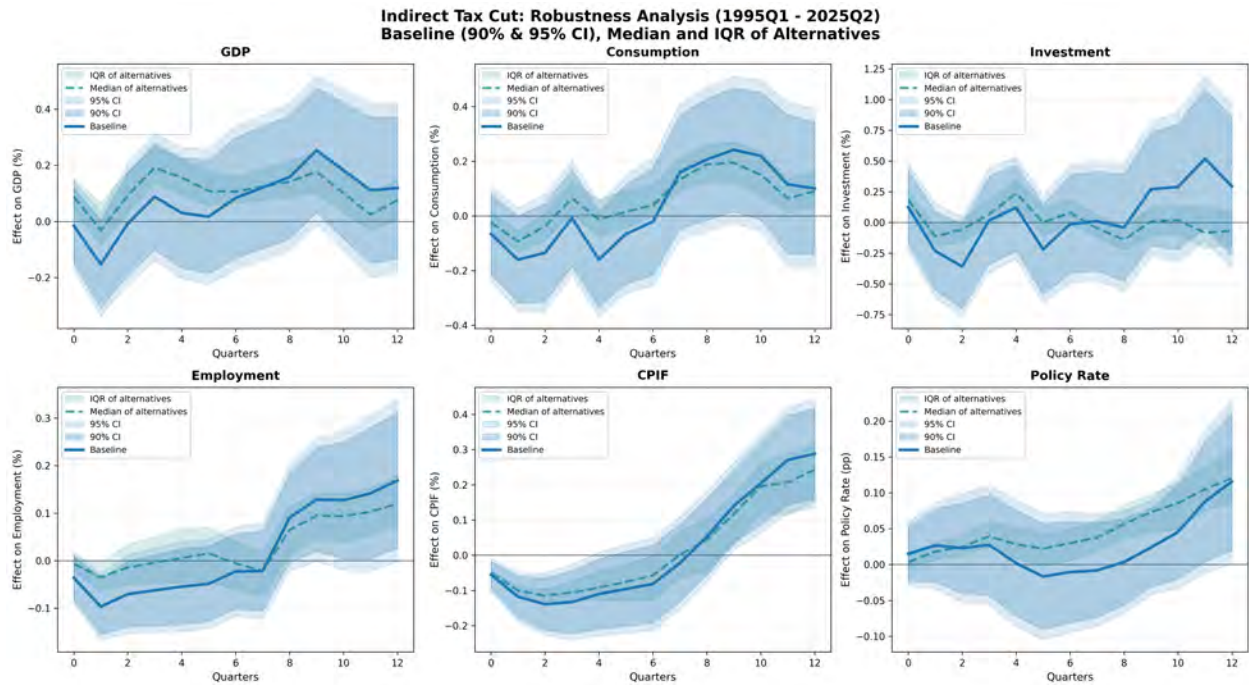 Indirect Tax Cut: Robustness Analysis (1995Q1 - 2025Q2)
Baseline (90% & 95% CI), Median and IQR of Alternatives
GDP
Effect on GDP (%)
0.4
0.2
0.0
−0.2
IQR of alternatives
Median of alternatives
95% CI
90% CI
Baseline
0 2 4 6 8 10 12
Quarters
Consumption
Effect on Consumption (%)
0.4
0.2
0.0
−0.2
−0.4
IQR of alternatives
Median of alternatives
95% CI
90% CI
Baseline
0 2 4 6 8 10 12
Quarters
Investment
Effect on Investment (%)
1.25
1.00
0.75
0.50
0.25
0.00
−0.25
−0.50
−0.75
IQR of alternatives
Median of alternatives
95% CI
90% CI
Baseline
0 2 4 6 8 10 12
Quarters
Employment
Effect on Employment (%)
0.3
0.2
0.1
0.0
−0.1
IQR of alternatives
Median of alternatives
95% CI
90% CI
Baseline
0 2 4 6 8 10 12
Quarters
CPIF
Effect on CPIF (%)
0.4
0.3
0.2
0.1
0.0
−0.1
−0.2
IQR of alternatives
Median of alternatives
95% CI
90% CI
Baseline
0 2 4 6 8 10 12
Quarters
Policy Rate
Effect on Policy Rate (pp)
0.20
0.15
0.10
0.05
0.00
−0.05
−0.10
IQR of alternatives
Median of alternatives
95% CI
90% CI
Baseline
0 2 4 6 8 10 12
Quarters